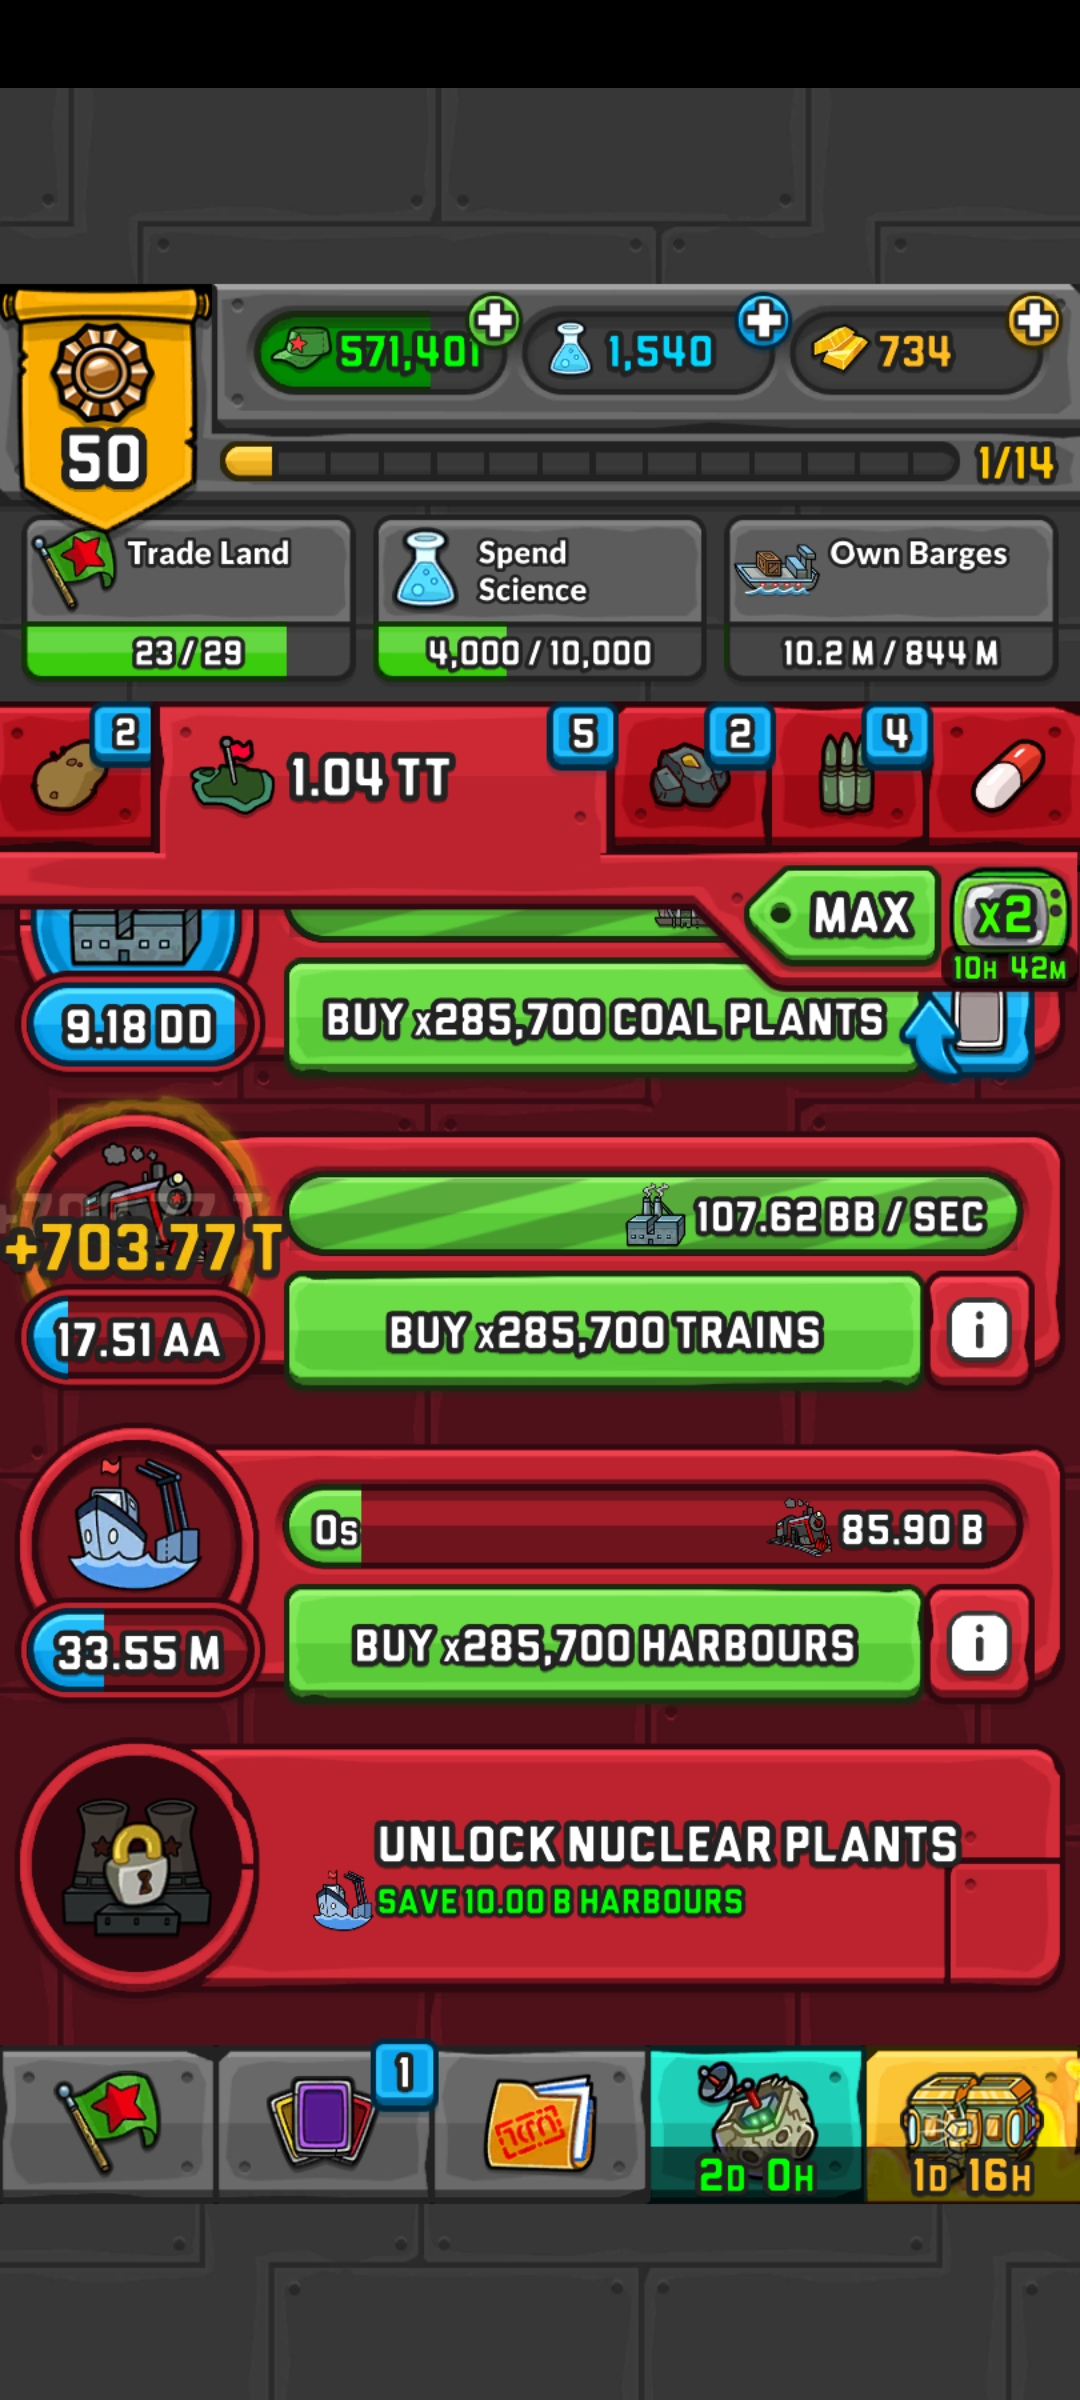 571,401
1,540
734
50
1/14
Trade Land
Spend
Science
Own Barges
23/29
4,000/10,000
10.2 M/844 M
2
5
2
4
1.04 TT
MAX
x2
10H 42M
9.18 DD
BUY x285,700 COAL PLANTS
+703.77 T
107.62 BB / SEC
17.51 AA
BUY x285,700 TRAINS
i
0s
85.90 B
33.55 M
BUY x285,700 HARBOURS
i
UNLOCK NUCLEAR PLANTS
SAVE 10.00 B HARBOURS
1
2D 0H
1D 16H